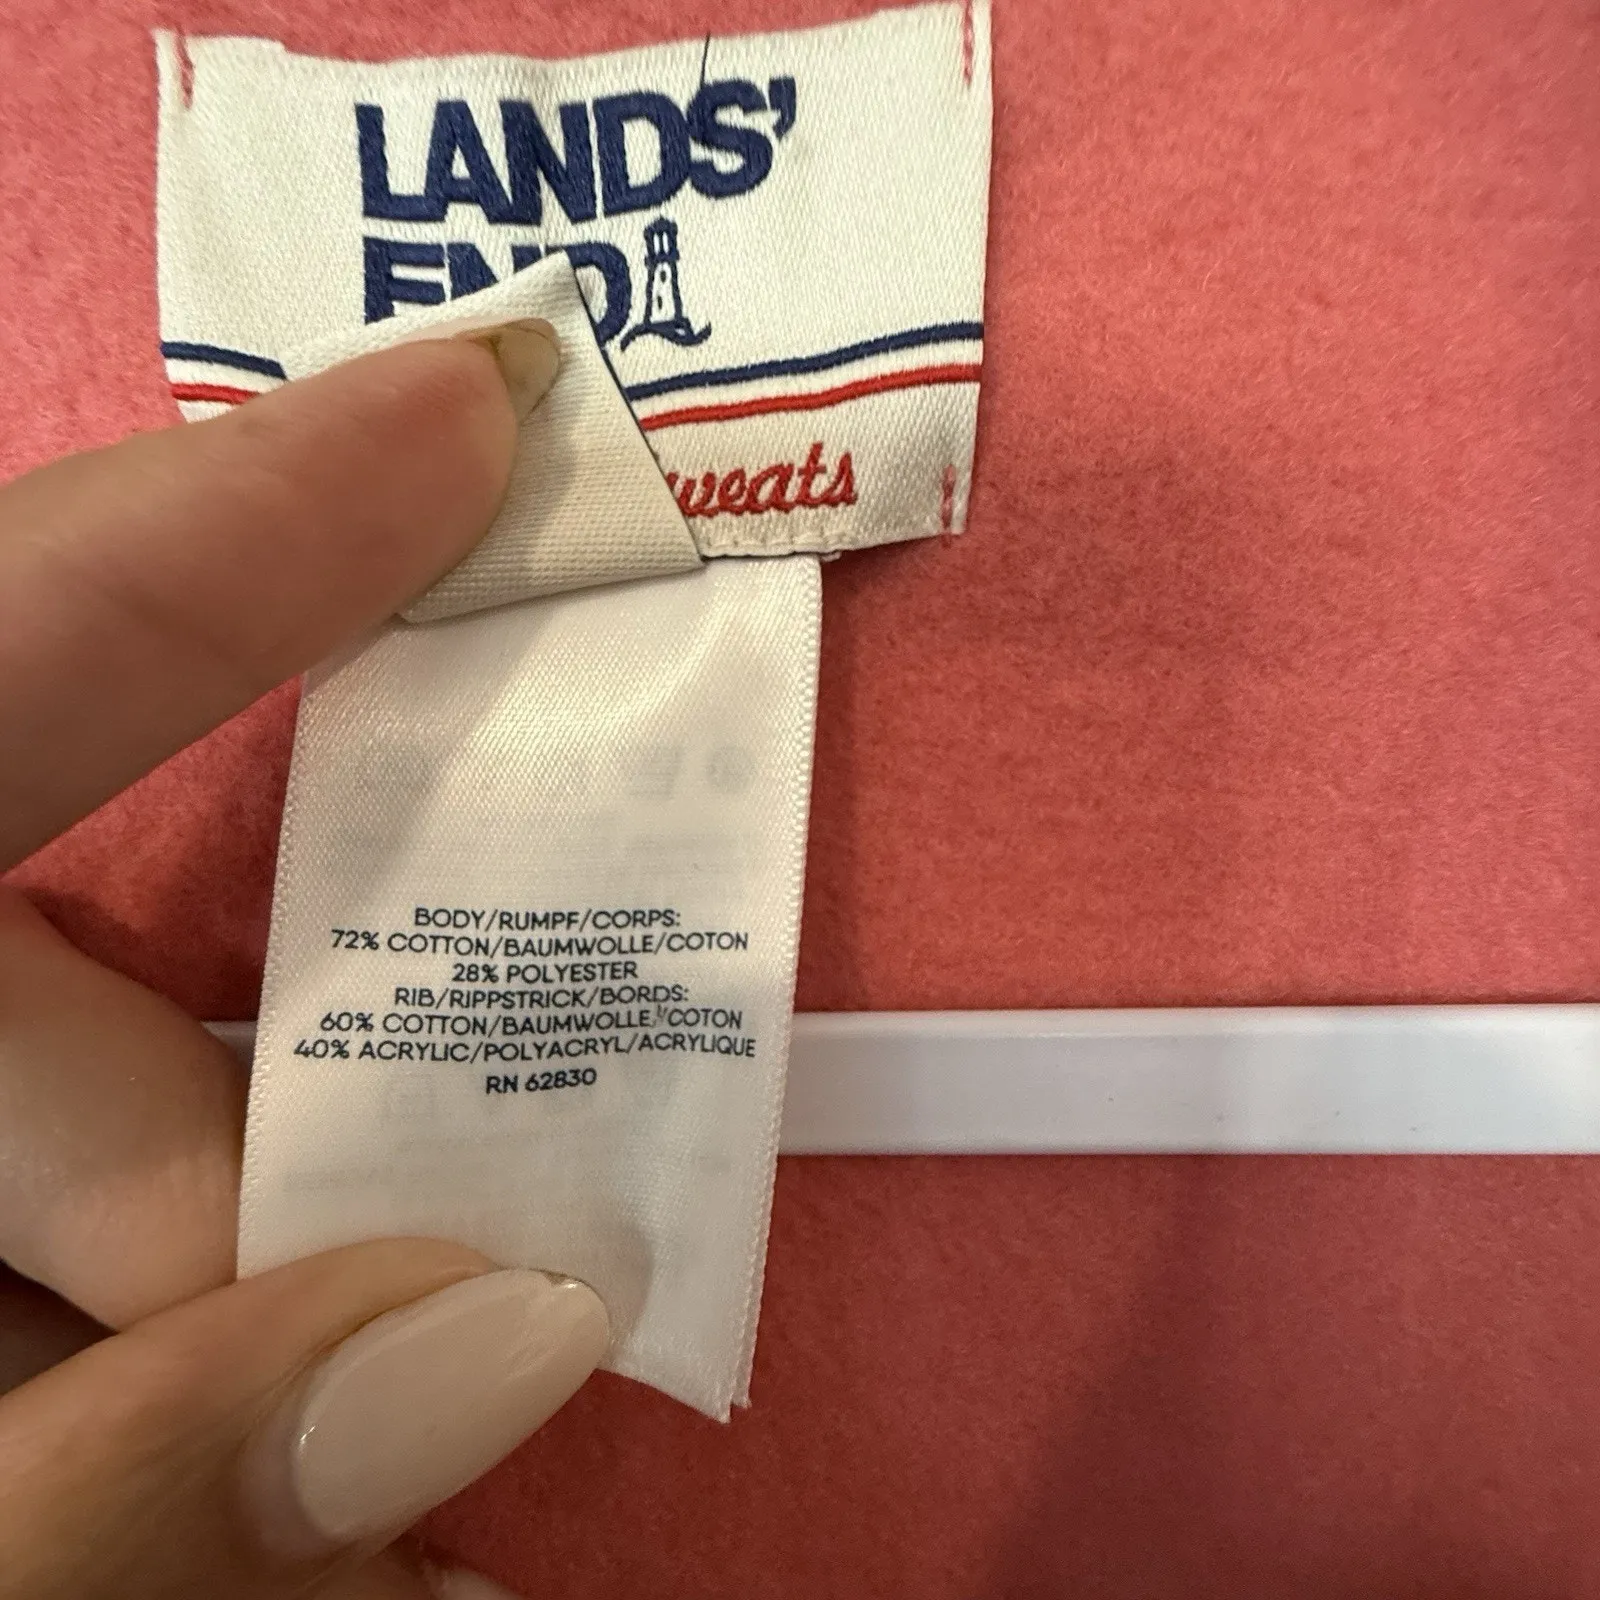 LANDS'
END
BODY/RUMPF/CORPS:
72% COTTON/BAUMWOLLE/COTON
28% POLYESTER
RIB/RIPPSTRICK/BORDS:
60% COTTON/BAUMWOLLE/COTON
40% ACRYLIC/POLYACRYL/ACRYLIQUE
RN 62830